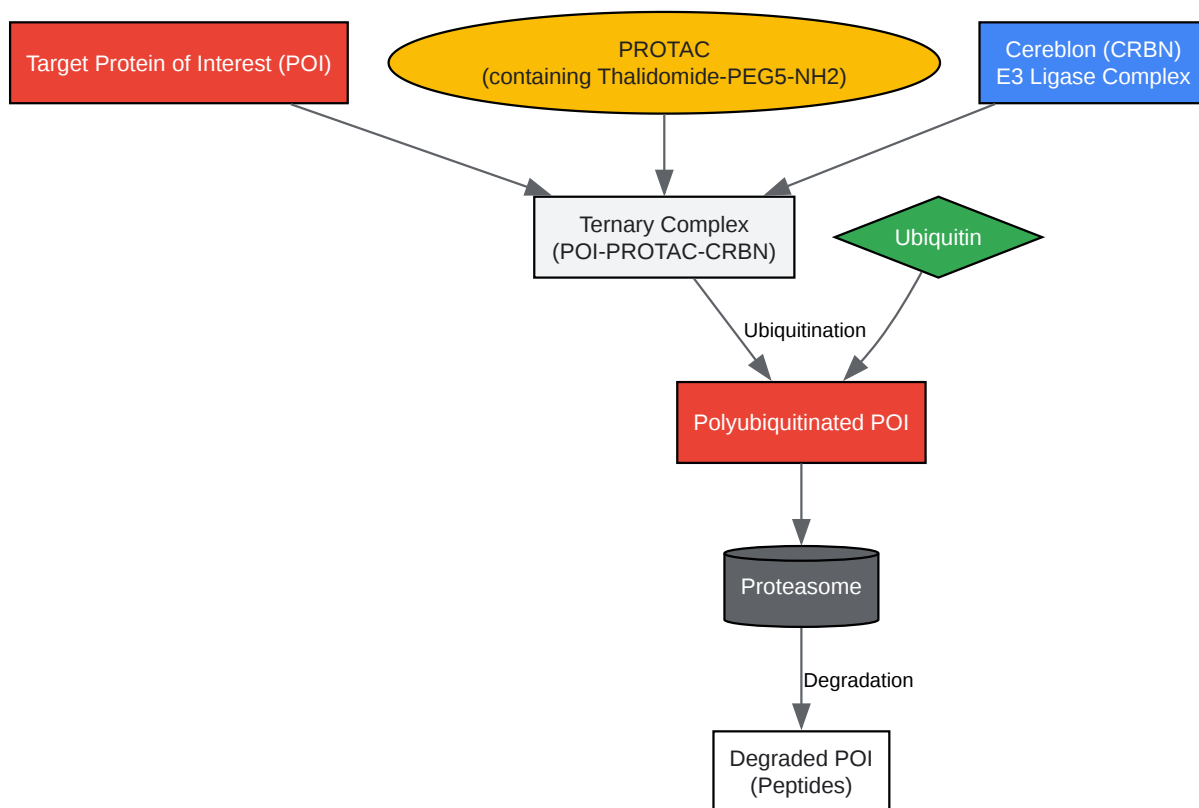 Target Protein of Interest (POI)
PROTAC
(containing Thalidomide-PEG5-NH2)
Cereblon (CRBN)
E3 Ligase Complex
Ternary Complex
(POI-PROTAC-CRBN)
Ubiquitin
Ubiquitination
Polyubiquitinated POI
Proteasome
Degradation
Degraded POI
(Peptides)